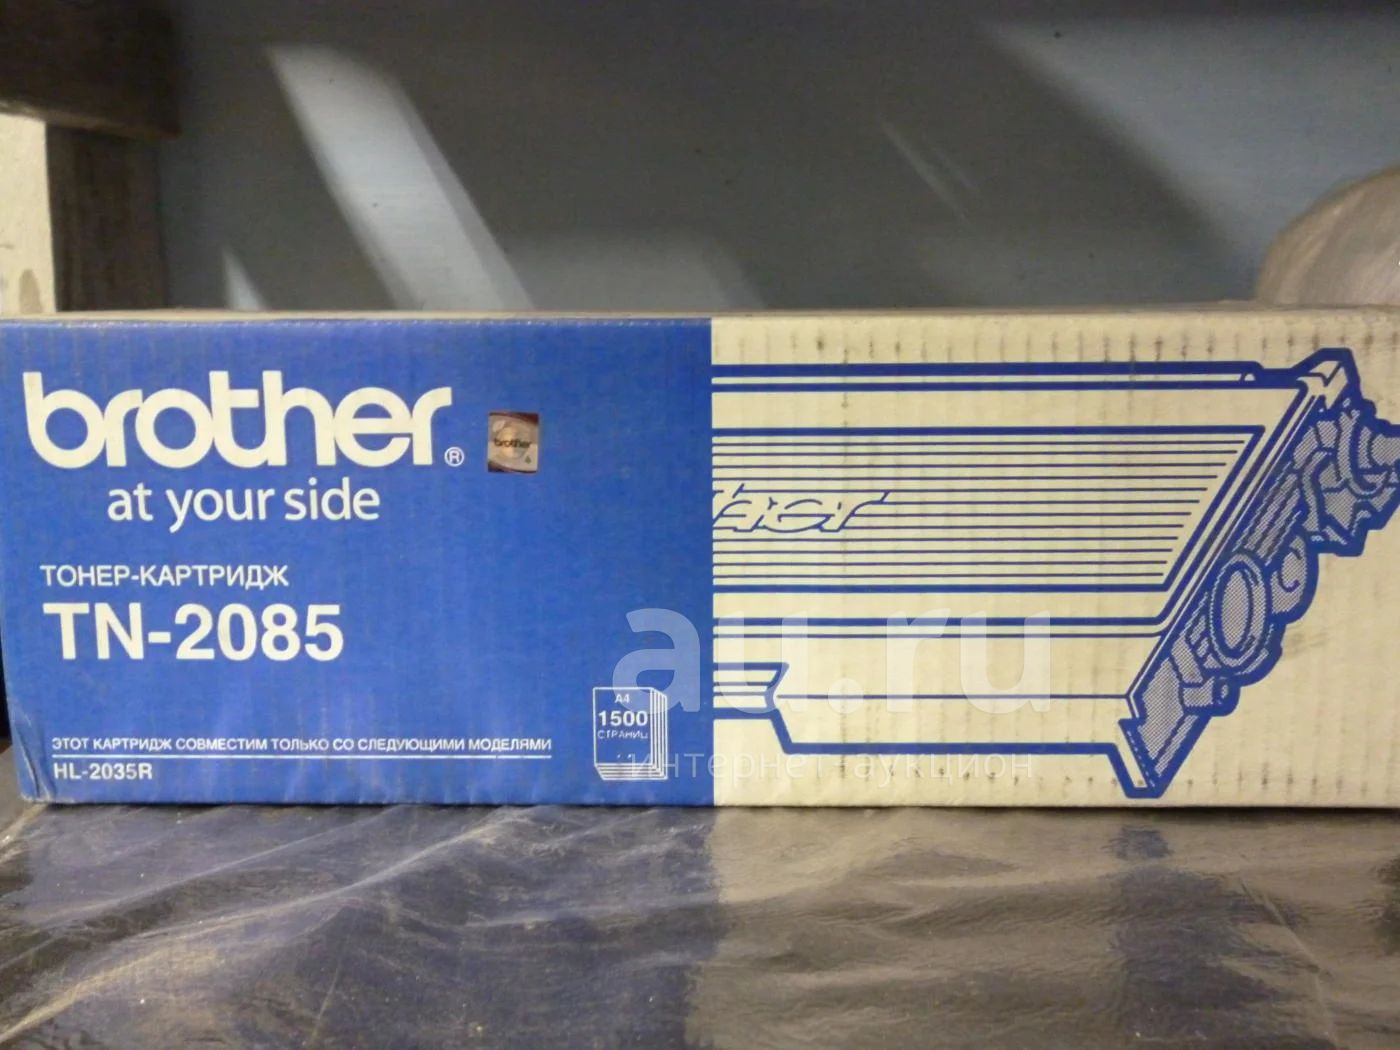 brother®
brother
at your side
ТОНЕР-КАРТРИДЖ
TN-2085
A4
1500
СТРАНИЦ
ЭТОТ КАРТРИДЖ СОВМЕСТИМ ТОЛЬКО СО СЛЕДУЮЩИМИ МОДЕЛЯМИ
HL-2035R
au.ru
интернет-аукцион